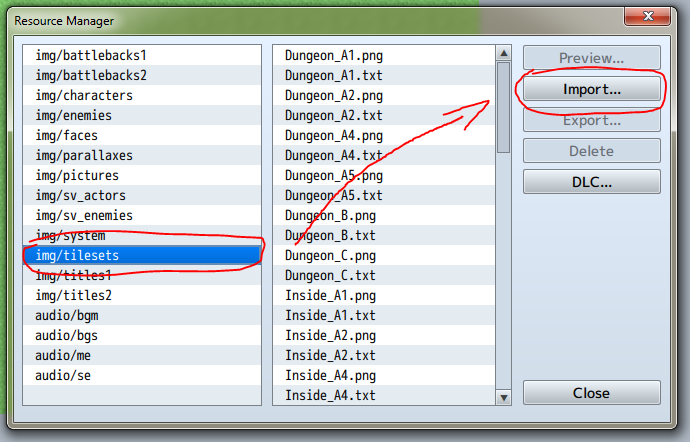 Resource Manager
img/battlebacks1
img/battlebacks2
img/characters
img/enemies
img/faces
img/parallaxes
img/pictures
img/sv_actors
img/sv_enemies
img/system
img/tilesets
img/titles1
img/titles2
audio/bgm
audio/bgs
audio/me
audio/se
Dungeon_A1.png
Dungeon_A1.txt
Dungeon_A2.png
Dungeon_A2.txt
Dungeon_A4.png
Dungeon_A4.txt
Dungeon_A5.png
Dungeon_A5.txt
Dungeon_B.png
Dungeon_B.txt
Dungeon_C.png
Dungeon_C.txt
Inside_A1.png
Inside_A1.txt
Inside_A2.png
Inside_A2.txt
Inside_A4.png
Inside_A4.txt
Preview...
Import...
Export...
Delete
DLC...
Close